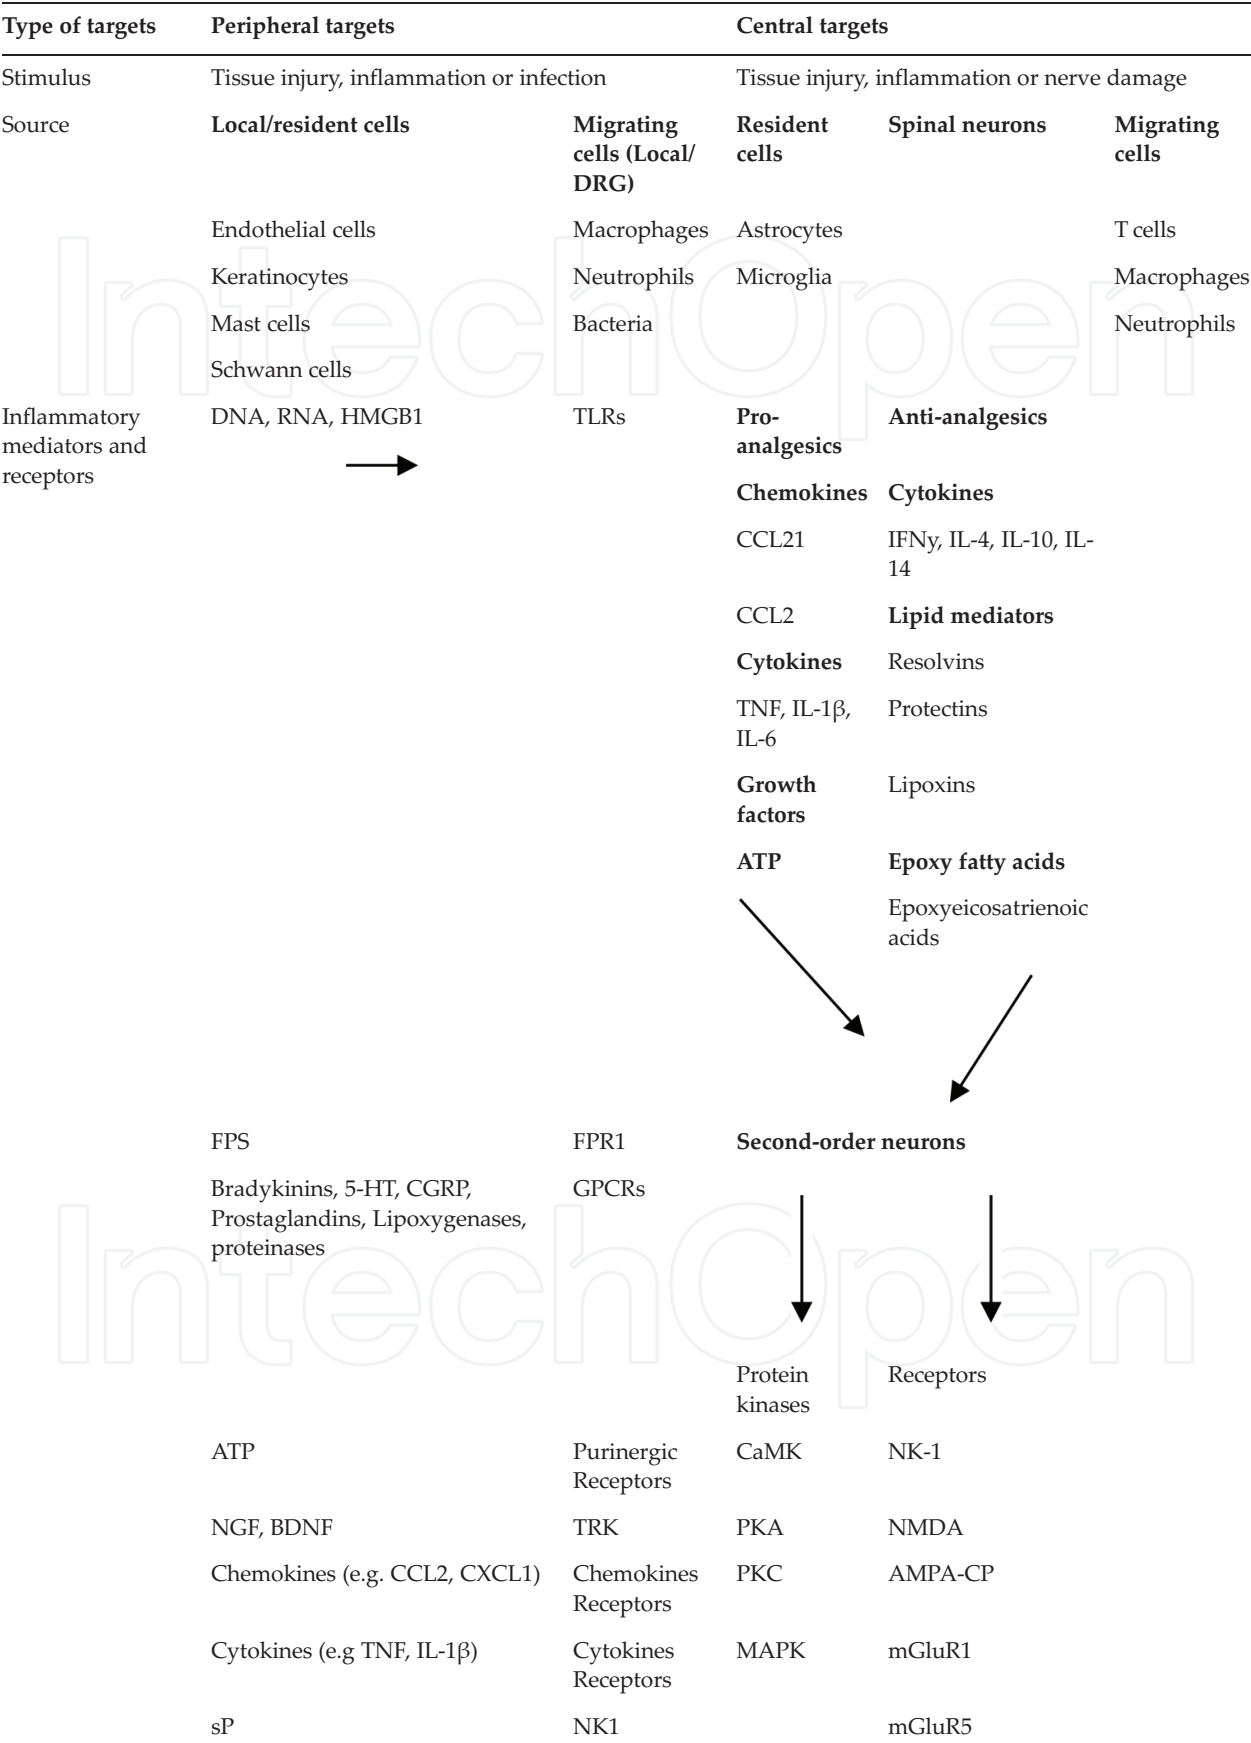 Type of targets Peripheral targets Central targets
Stimulus Tissue injury, inflammation or infection Tissue injury, inflammation or nerve damage
Source Local/resident cells Migrating Resident Spinal neurons Migrating
cells (Local/ cells cells
DRG)
Endothelial cells Macrophages Astrocytes T cells
Keratinocytes Neutrophils Microglia Macrophages
Mast cells Bacteria Neutrophils
Schwann cells
Inflammatory DNA, RNA, HMGB1 TLRs Pro- Anti-analgesics
mediators and analgesics
receptors
Chemokines Cytokines
CCL21 IFNy, IL-4, IL-10, IL-
14
CCL2 Lipid mediators
Cytokines Resolvins
TNF, IL-1β, Protectins
IL-6
Growth Lipoxins
factors
ATP Epoxy fatty acids
Epoxyeicosatrienoic
acids
FPS FPR1 Second-order neurons
Bradykinins, 5-HT, CGRP, GPCRs
Prostaglandins, Lipoxygenases,
proteinases
Protein Receptors
kinases
ATP Purinergic CaMK NK-1
Receptors
NGF, BDNF TRK PKA NMDA
Chemokines (e.g. CCL2, CXCL1) Chemokines PKC AMPA-CP
Receptors
Cytokines (e.g TNF, IL-1β) Cytokines MAPK mGluR1
Receptors
sP NK1 mGluR5
IntechOpen
IntechOpen